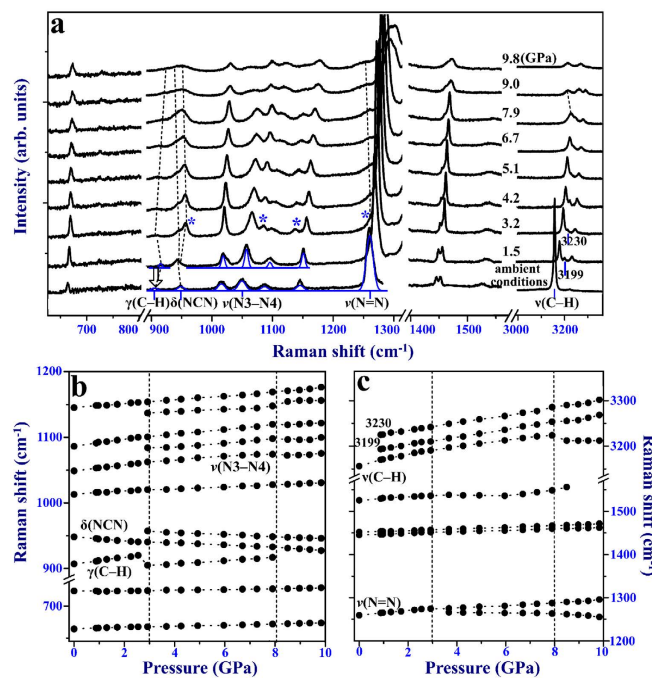 a
Intensity (arb. units)
9.8(GPa)
9.0
7.9
6.7
5.1
4.2
3.2
* * * *
3230
1.5
3199
ambient
conditions
γ(C–H) δ(NCN) ν(N3–N4) ν(N=N) ν(C–H)
700 800 900 950 1000 1050 1100 1150 1200 1250 1300 1400 1500 3000 3200
Raman shift (cm⁻¹)
b
Raman shift (cm⁻¹)
1200
1100
1000
900
700
ν(N3–N4)
δ(NCN)
γ(C–H)
0 2 4 6 8 10
Pressure (GPa)
c
3230
3199
ν(C–H)
ν(N=N)
3300
3200
1500
1400
1300
1200
Raman shift (cm⁻¹)
0 2 4 6 8 10
Pressure (GPa)